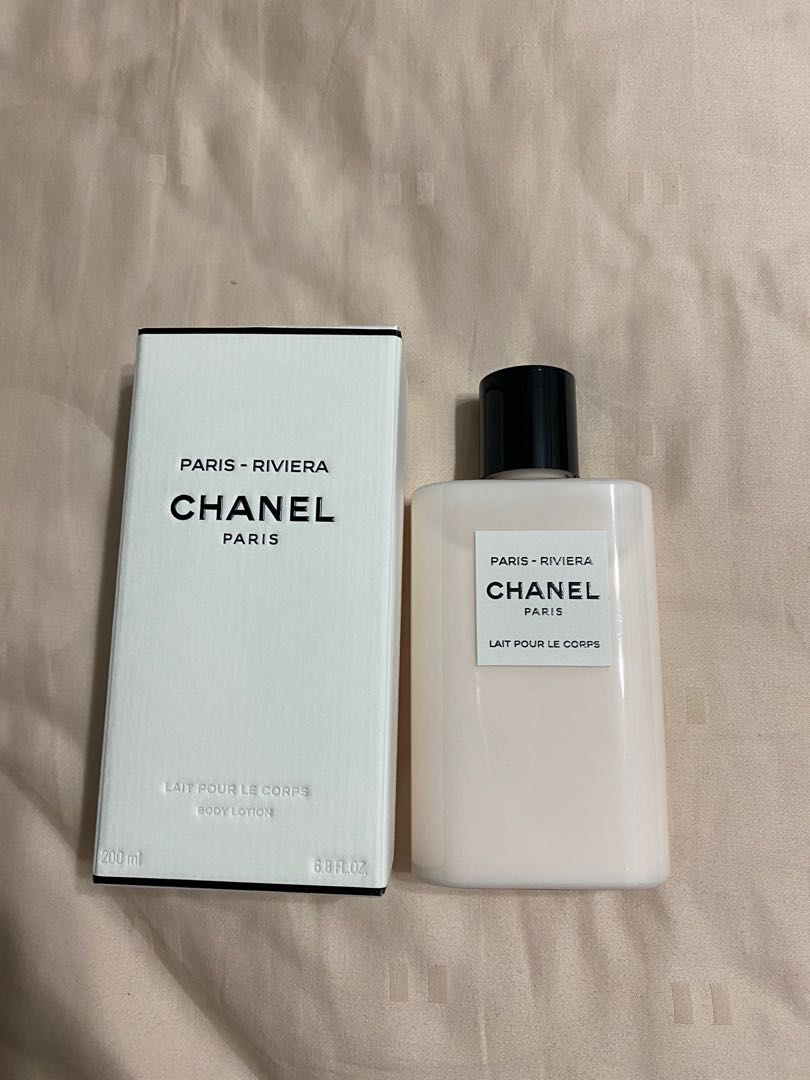 PARIS - RIVIERA
CHANEL
PARIS
LAIT POUR LE CORPS
BODY LOTION
200 ml
6.8 FL.OZ.
PARIS - RIVIERA
CHANEL
PARIS
LAIT POUR LE CORPS